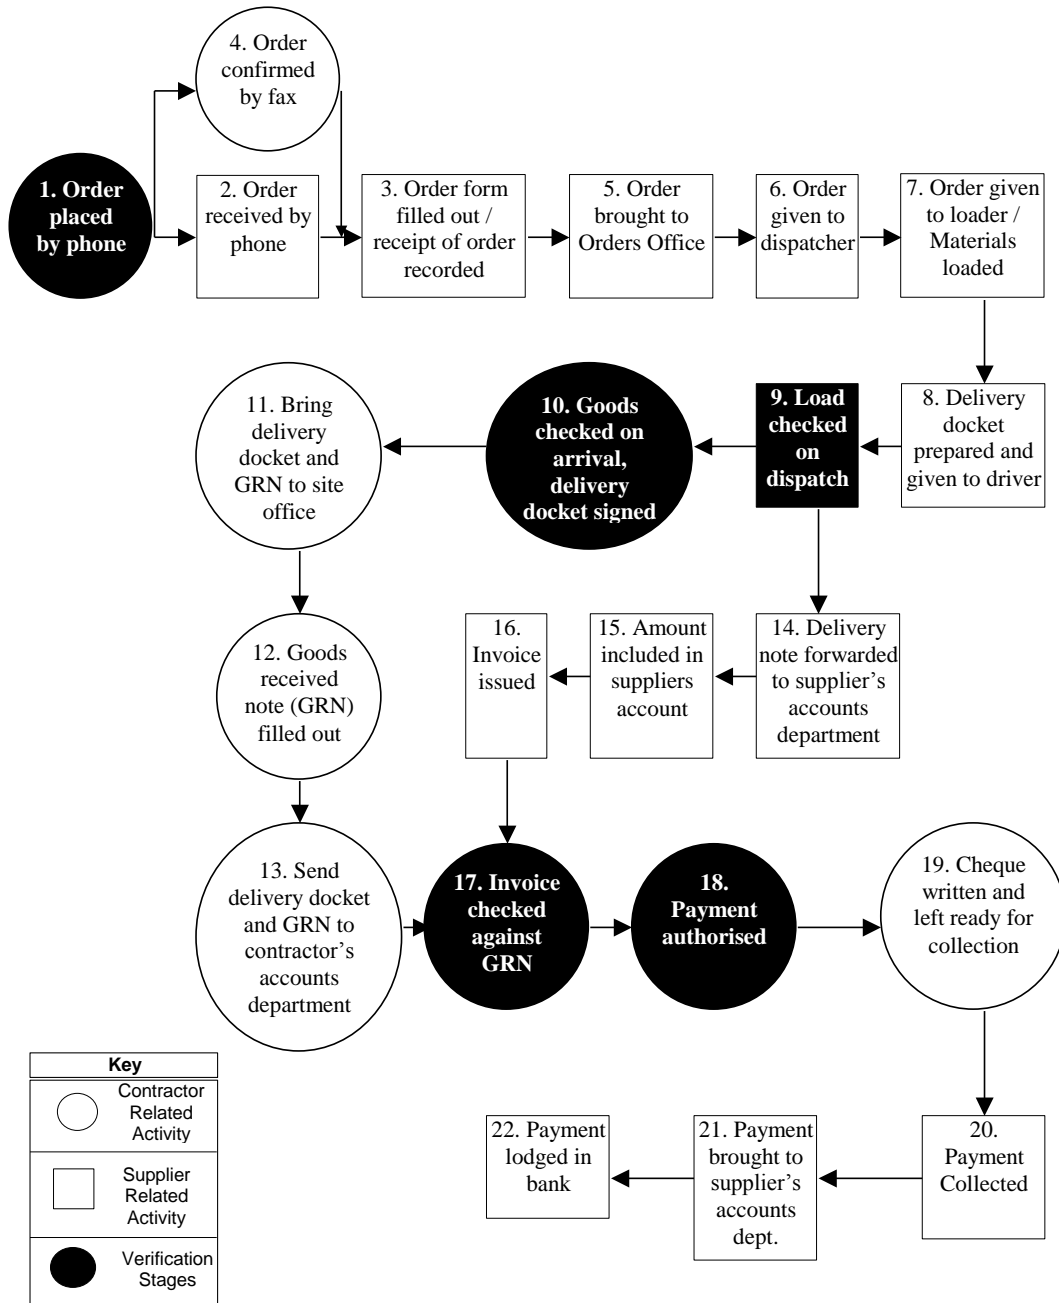 4. Order
confirmed
by fax
1. Order
placed
by phone
2. Order
received by
phone
3. Order form
filled out /
receipt of order
recorded
5. Order
brought to
Orders Office
6. Order
given to
dispatcher
7. Order given
to loader /
Materials
loaded
8. Delivery
docket
prepared and
given to driver
9. Load
checked
on
dispatch
10. Goods
checked on
arrival,
delivery
docket signed
11. Bring
delivery
docket and
GRN to site
office
12. Goods
received
note (GRN)
filled out
13. Send
delivery docket
and GRN to
contractor's
accounts
department
14. Delivery
note forwarded
to supplier's
accounts
department
15. Amount
included in
suppliers
account
16.
Invoice
issued
17. Invoice
checked
against
GRN
18.
Payment
authorised
19. Cheque
written and
left ready for
collection
20.
Payment
Collected
21. Payment
brought to
supplier's
accounts
dept.
22. Payment
lodged in
bank
Key
Contractor
Related
Activity
Supplier
Related
Activity
Verification
Stages